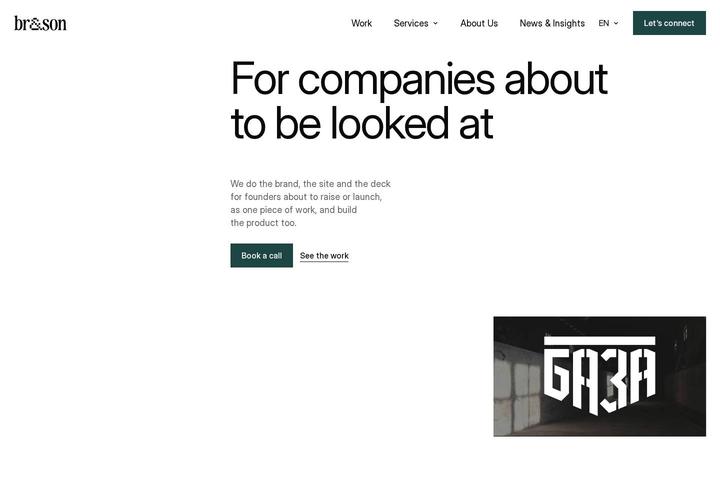 br&son
Work
Services
About Us
News & Insights
EN
Let's connect
For companies about
to be looked at
We do the brand, the site and the deck
for founders about to raise or launch,
as one piece of work, and build
the product too.
Book a call
See the work
БАЗА